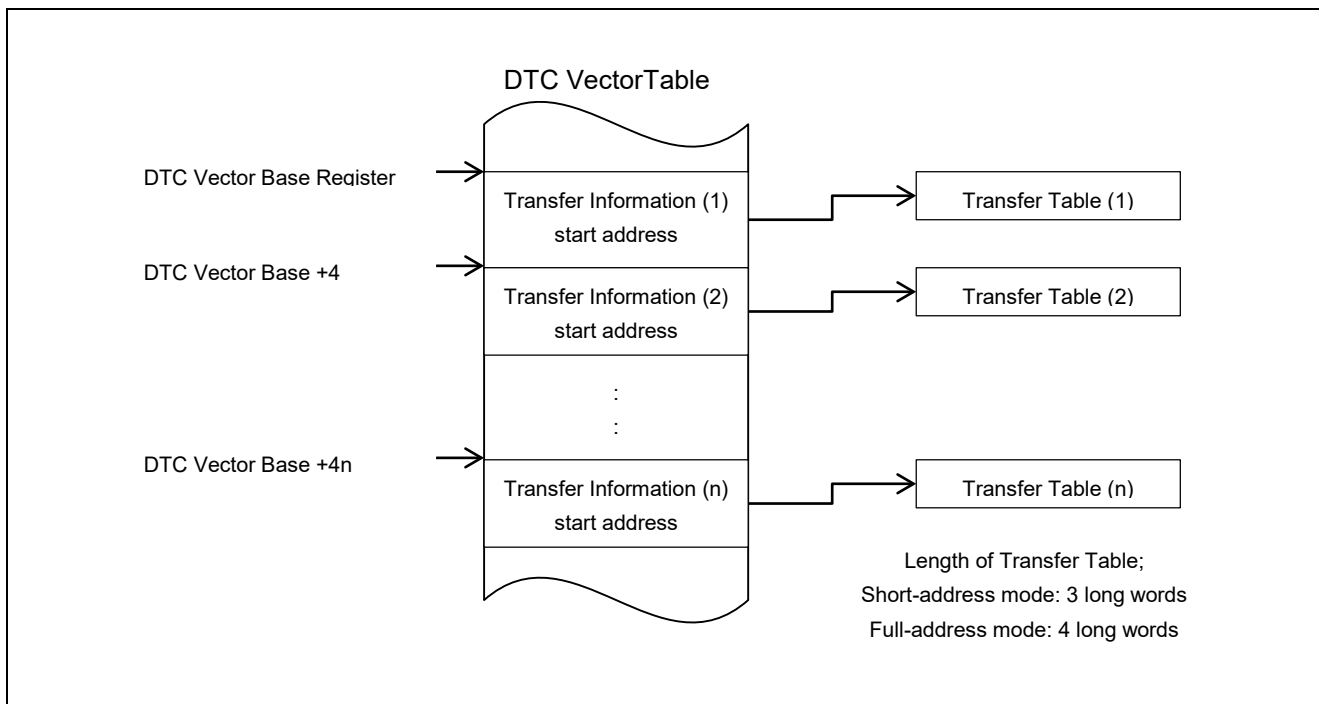 DTC VectorTable
DTC Vector Base Register
Transfer Information (1)
start address
Transfer Table (1)
DTC Vector Base +4
Transfer Information (2)
start address
Transfer Table (2)
:
:
DTC Vector Base +4n
Transfer Information (n)
start address
Transfer Table (n)
Length of Transfer Table;
Short-address mode: 3 long words
Full-address mode: 4 long words